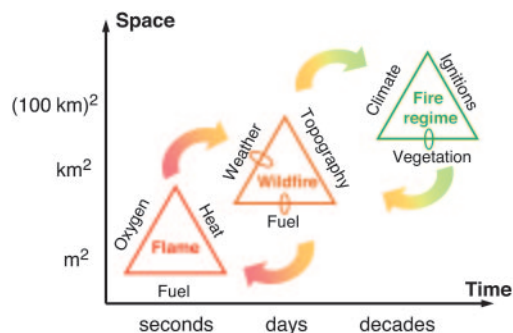 Space
(100 km)²
km²
m²
Climate
Ignitions
Fire
regime
Vegetation
Weather
Topography
Wildfire
Fuel
Oxygen
Heat
Flame
Fuel
Time
seconds
days
decades